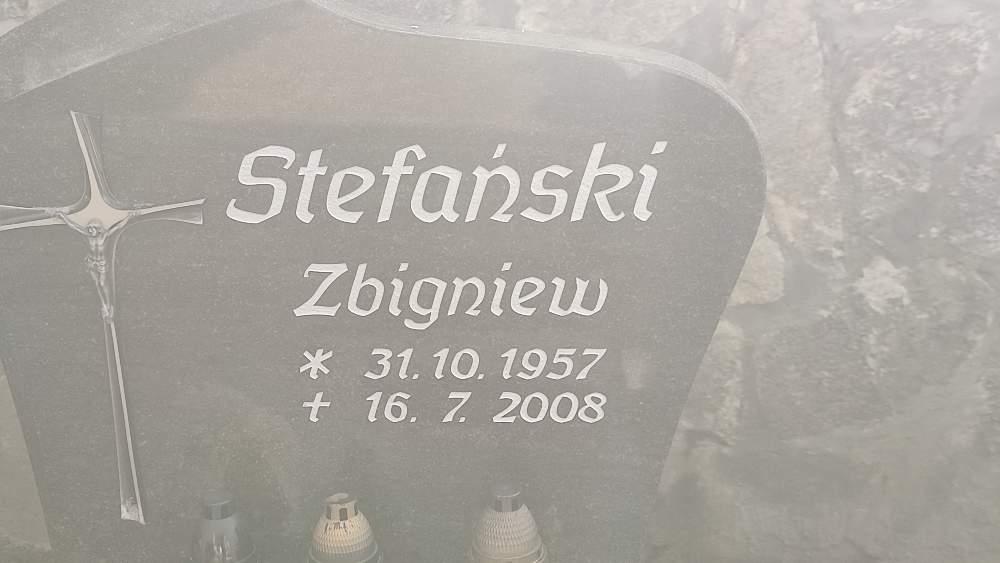 Stefański
Zbigniew
* 31. 10. 1957
+ 16. 7. 2008